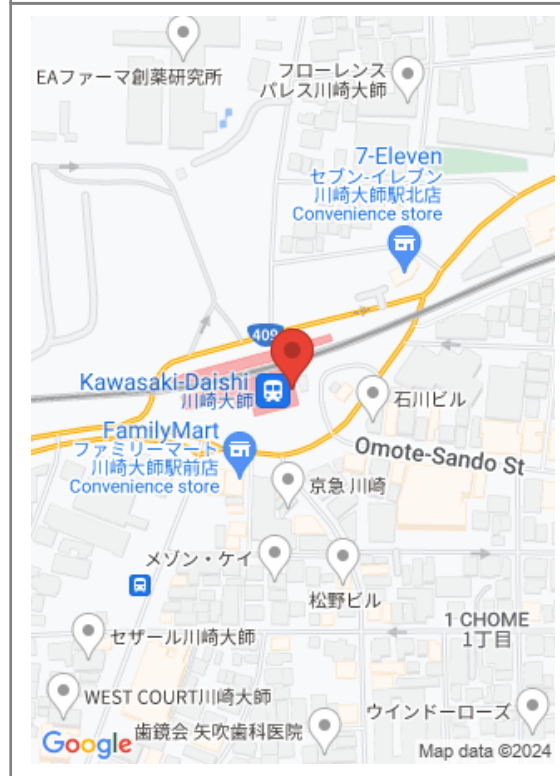 EAファーマ創薬研究所
フローレンス
パレス川崎大師
7-Eleven
セブン-イレブン
川崎大師駅北店
Convenience store
409
Kawasaki-Daishi
川崎大師
FamilyMart
ファミリーマート
川崎大師駅前店
Convenience store
石川ビル
Omote-Sando St
京急 川崎
メゾン・ケイ
松野ビル
1 CHOME
1丁目
セザール川崎大師
WEST COURT川崎大師
ウインドーローズ
歯鏡会 矢吹歯科医院
Google
Map data ©2024